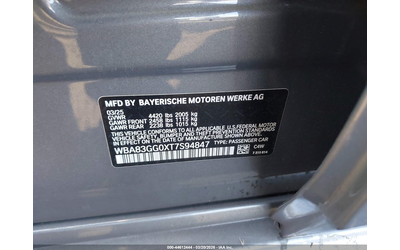 MFD BY BAYERISCHE MOTOREN WERKE AG
03/25
GVWR 4420 lbs 2005 kg
GAWR FRONT 2458 lbs 1115 kg
GAWR REAR 2238 lbs 1015 kg
THIS VEHICLE CONFORMS TO ALL APPLICABLE U.S. FEDERAL MOTOR
VEHICLE SAFETY, BUMPER, AND THEFT PREVENTION STANDARDS IN
EFFECT ON THE DATE OF MANUFACTURE SHOWN ABOVE.
WBA83GG0XT7S94847 TYPE: PASSENGER CAR
C4W